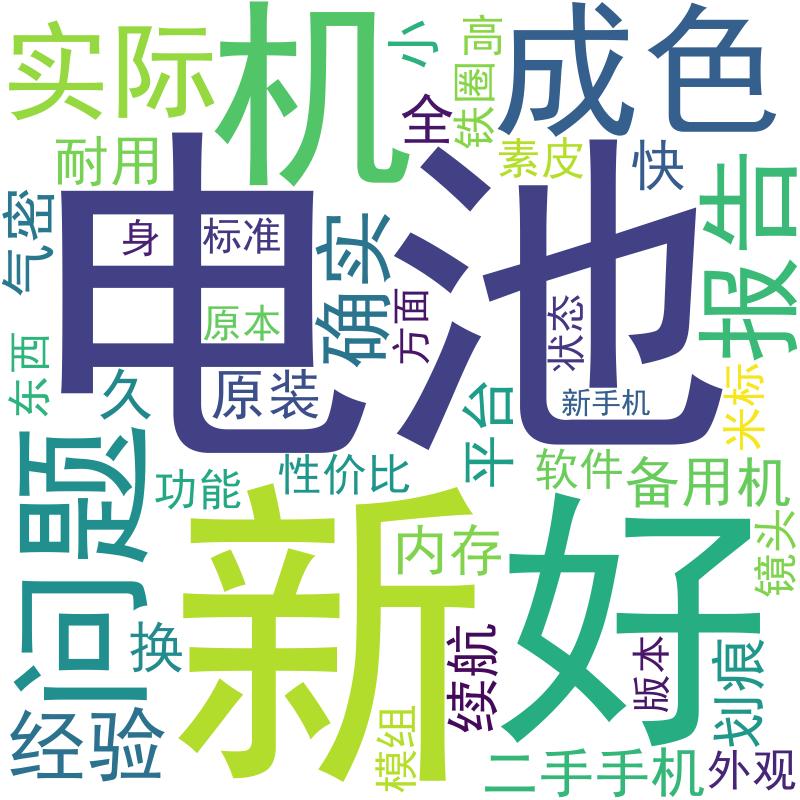 实际
机
小
高
成色
全
铁圈
耐用
素皮
快
电池
气密
身
标准
确实
报告
原本
方面
状态
东西
久
原装
平台
新手机
米标
问题
功能
性价比
软件
备用机
新
好
内存
镜头
换
续航
版本
划痕
经验
模组
二手手机
外观